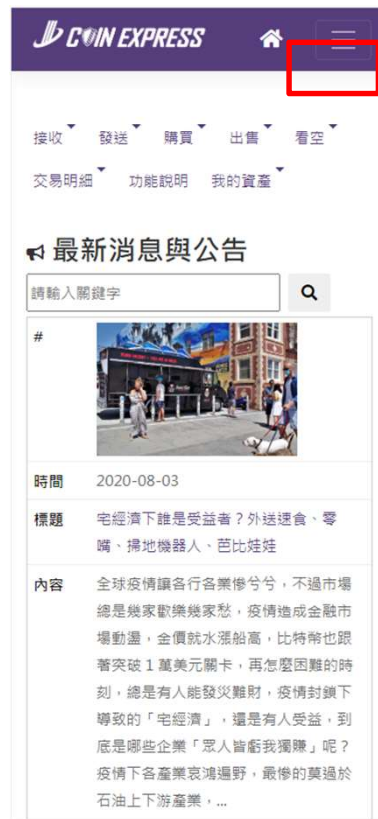 COIN EXPRESS
接收 發送 購買 出售 看空
交易明細 功能說明 我的資產
最新消息與公告
請輸入關鍵字
#
時間 2020-08-03
標題 宅經濟下誰是受益者？外送速食、零
嘴、掃地機器人、芭比娃娃
內容 全球疫情讓各行各業慘兮兮，不過市場
總是幾家歡樂幾家愁，疫情造成金融市
場動盪，金價就水漲船高，比特幣也跟
著突破 1 萬美元關卡，再怎麼困難的時
刻，總是有人能發災難財，疫情封鎖下
導致的「宅經濟」，還是有人受益，到
底是哪些企業「眾人皆虧我獨賺」呢？
疫情下各產業哀鴻遍野，最慘的莫過於
石油上下游產業，...